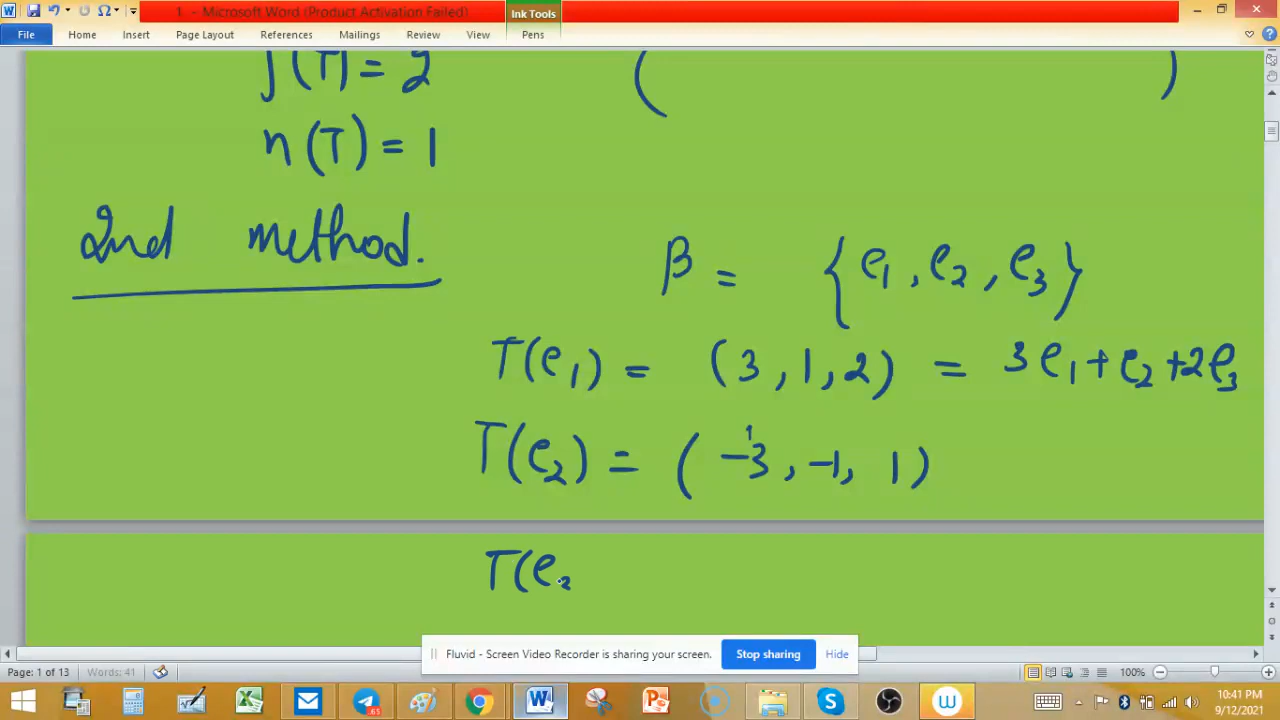 1 - Microsoft Word (Product Activation Failed)
Ink Tools
File Home Insert Page Layout References Mailings Review View Pens
(T) = 2 ( )
n(T) = 1
2nd method.
β = {e1, e2, e3}
T(e1) = (3, 1, 2) = 3e1 + e2 + 2e3
T(e2) = (-3, -1, 1)
T(e2
Fluvid - Screen Video Recorder is sharing your screen. Stop sharing Hide
Page: 1 of 13 Words: 41 100%
10:41 PM
9/12/2021